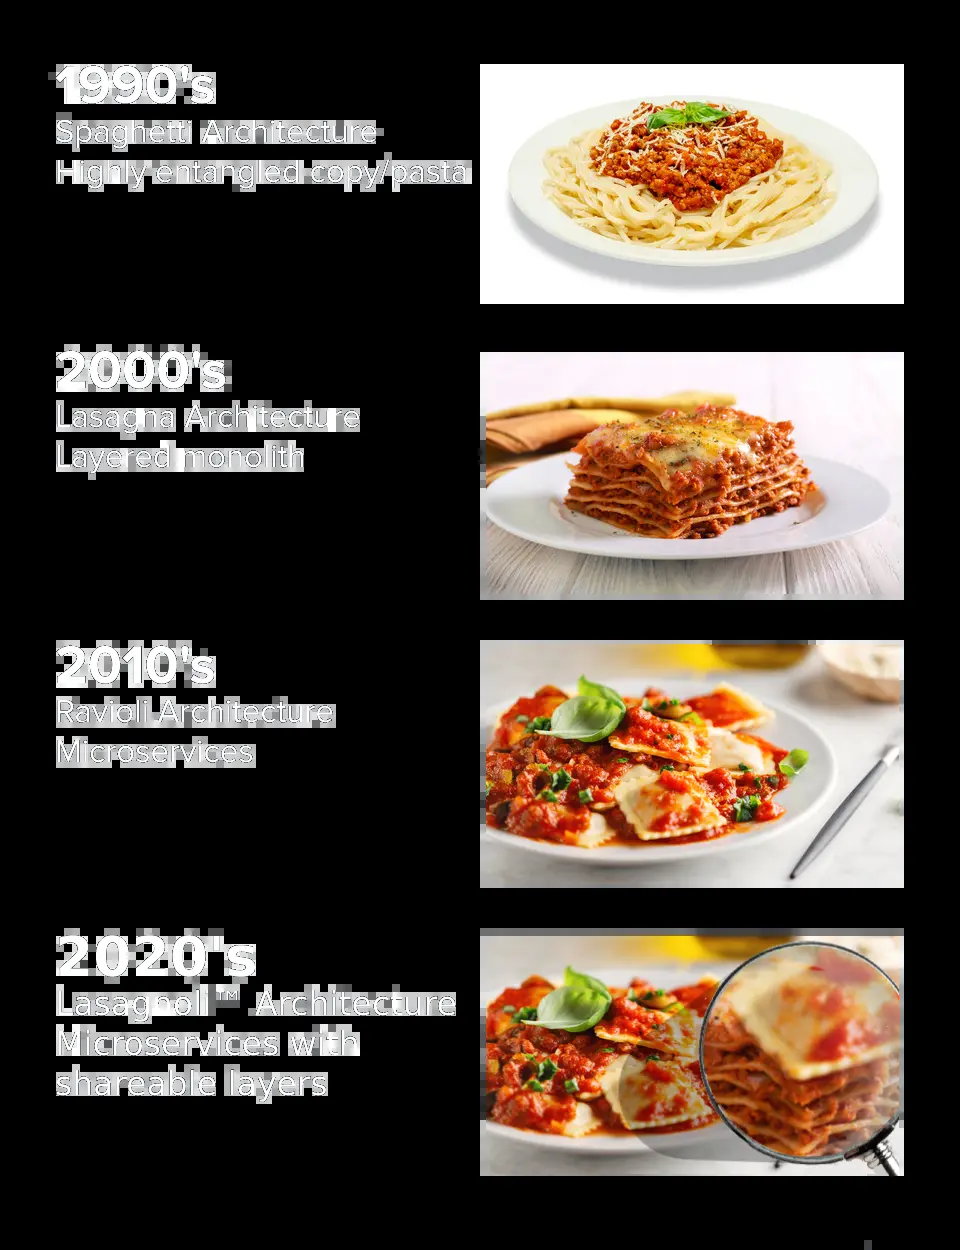 1990's
Spaghetti Architecture
Highly entangled copy/pasta
2000's
Lasagna Architecture
Layered monolith
2010's
Ravioli Architecture
Microservices
2020's
Lasagnoli™ Architecture
Microservices with
shareable layers